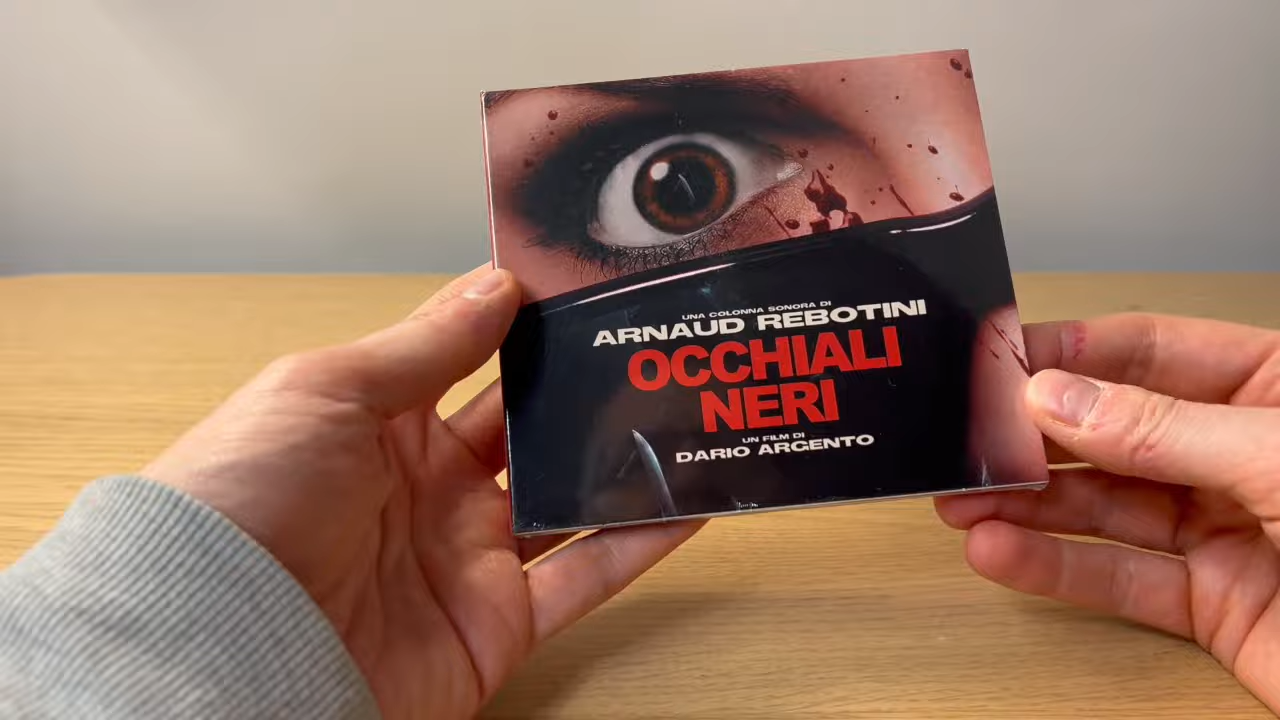 UNA COLONNA SONORA DI
ARNAUD REBOTINI
OCCHIALI
NERI
UN FILM DI
DARIO ARGENTO